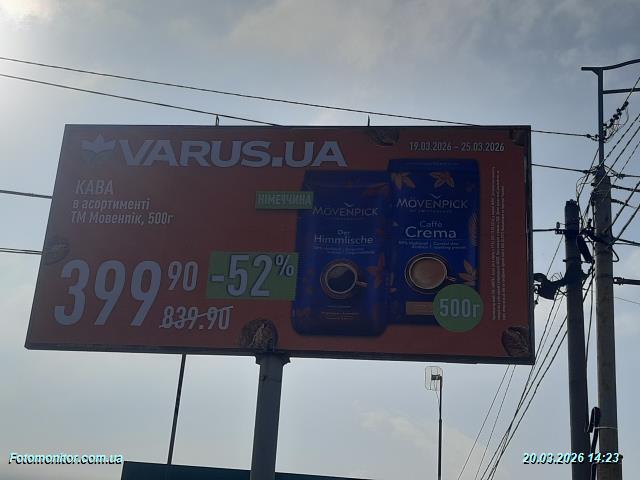 VARUS.UA
19.03.2026 - 25.03.2026
КАВА
в асортименті
ТМ Мовенпік, 500г
НІМЕЧЧИНА
MÖVENPICK
Der
Himmlische
MÖVENPICK
Caffè
Crema
399 90
-52%
839.90
500г
Fotomonitor.com.ua
20.03.2026 14:23